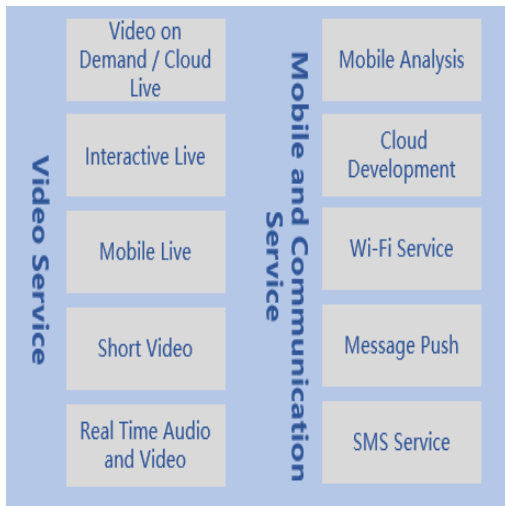 Video Service
Video on
Demand / Cloud
Live
Interactive Live
Mobile Live
Short Video
Real Time Audio
and Video
Mobile and Communication
Service
Mobile Analysis
Cloud
Development
Wi-Fi Service
Message Push
SMS Service